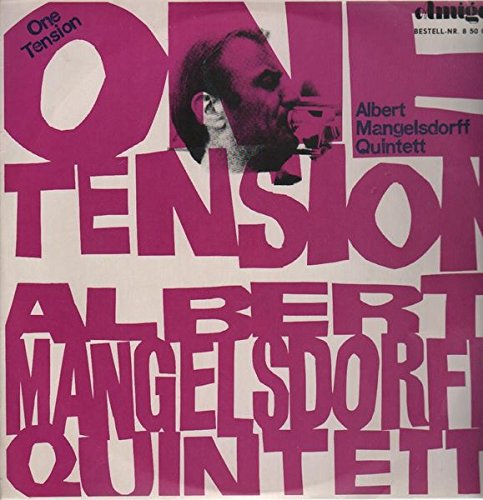 One
Tension
Amiga
BESTELL-NR. 8 50
ONE
TENSION
Albert
Mangelsdorff
Quintett
ALBERT
MANGELSDORFF
QUINTETT